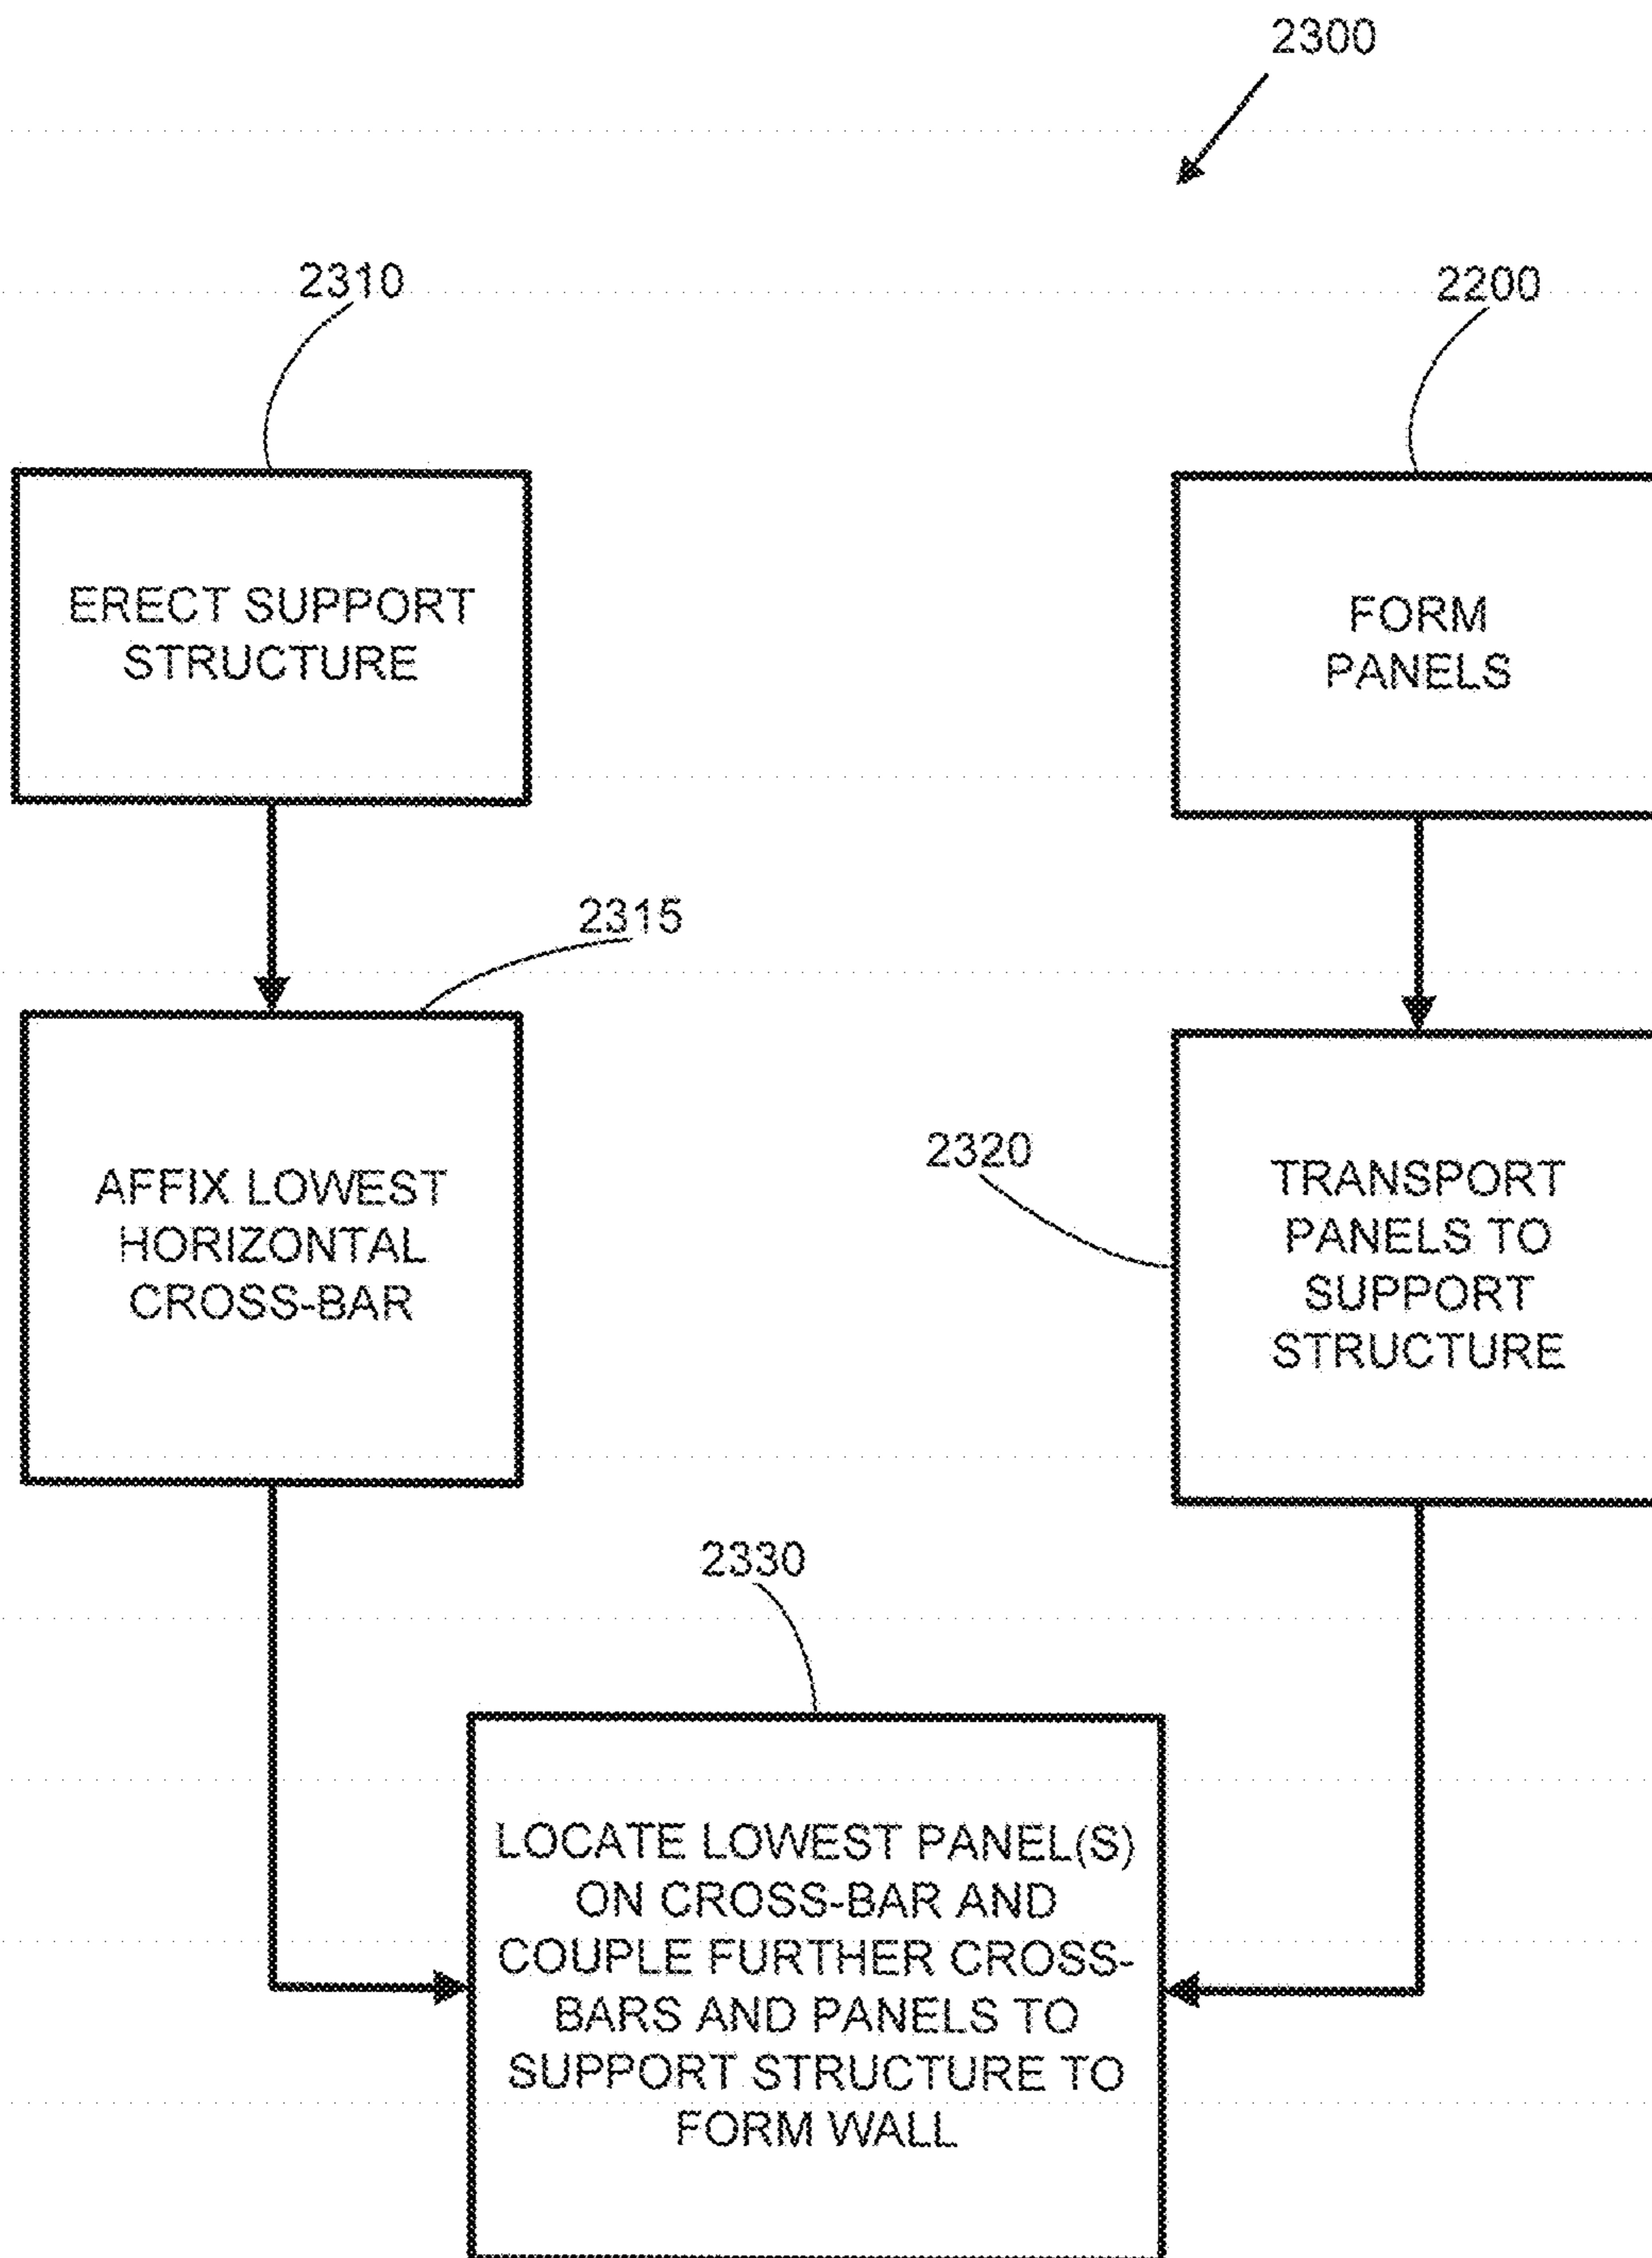 2300
2310
2200
ERECT SUPPORT
STRUCTURE
FORM
PANELS
2315
AFFIX LOWEST
HORIZONTAL
CROSS-BAR
2320
TRANSPORT
PANELS TO
SUPPORT
STRUCTURE
2330
LOCATE LOWEST PANEL(S)
ON CROSS-BAR AND
COUPLE FURTHER CROSS-
BARS AND PANELS TO
SUPPORT STRUCTURE TO
FORM WALL